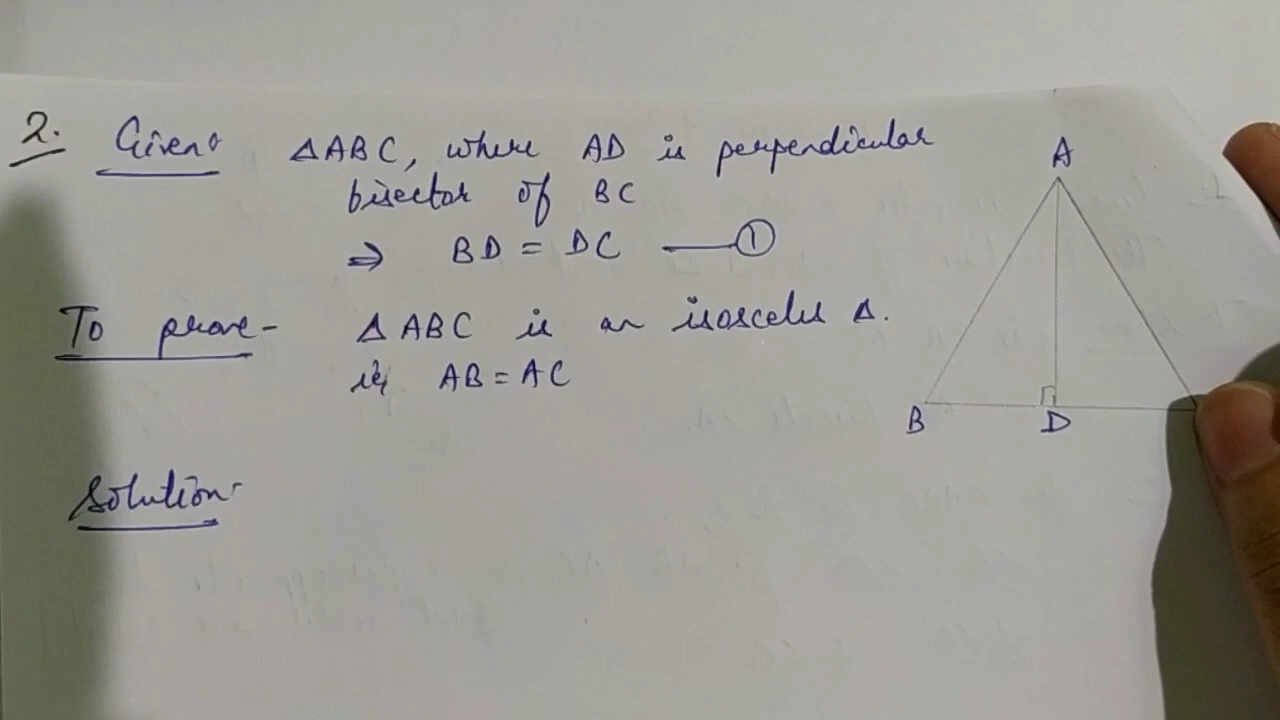 2. Given: ΔABC, where AD is perpendicular
bisector of BC
⇒ BD = DC —— ①
To prove - ΔABC is an isosceles Δ.
ie, AB = AC
Solution:
A
B
D